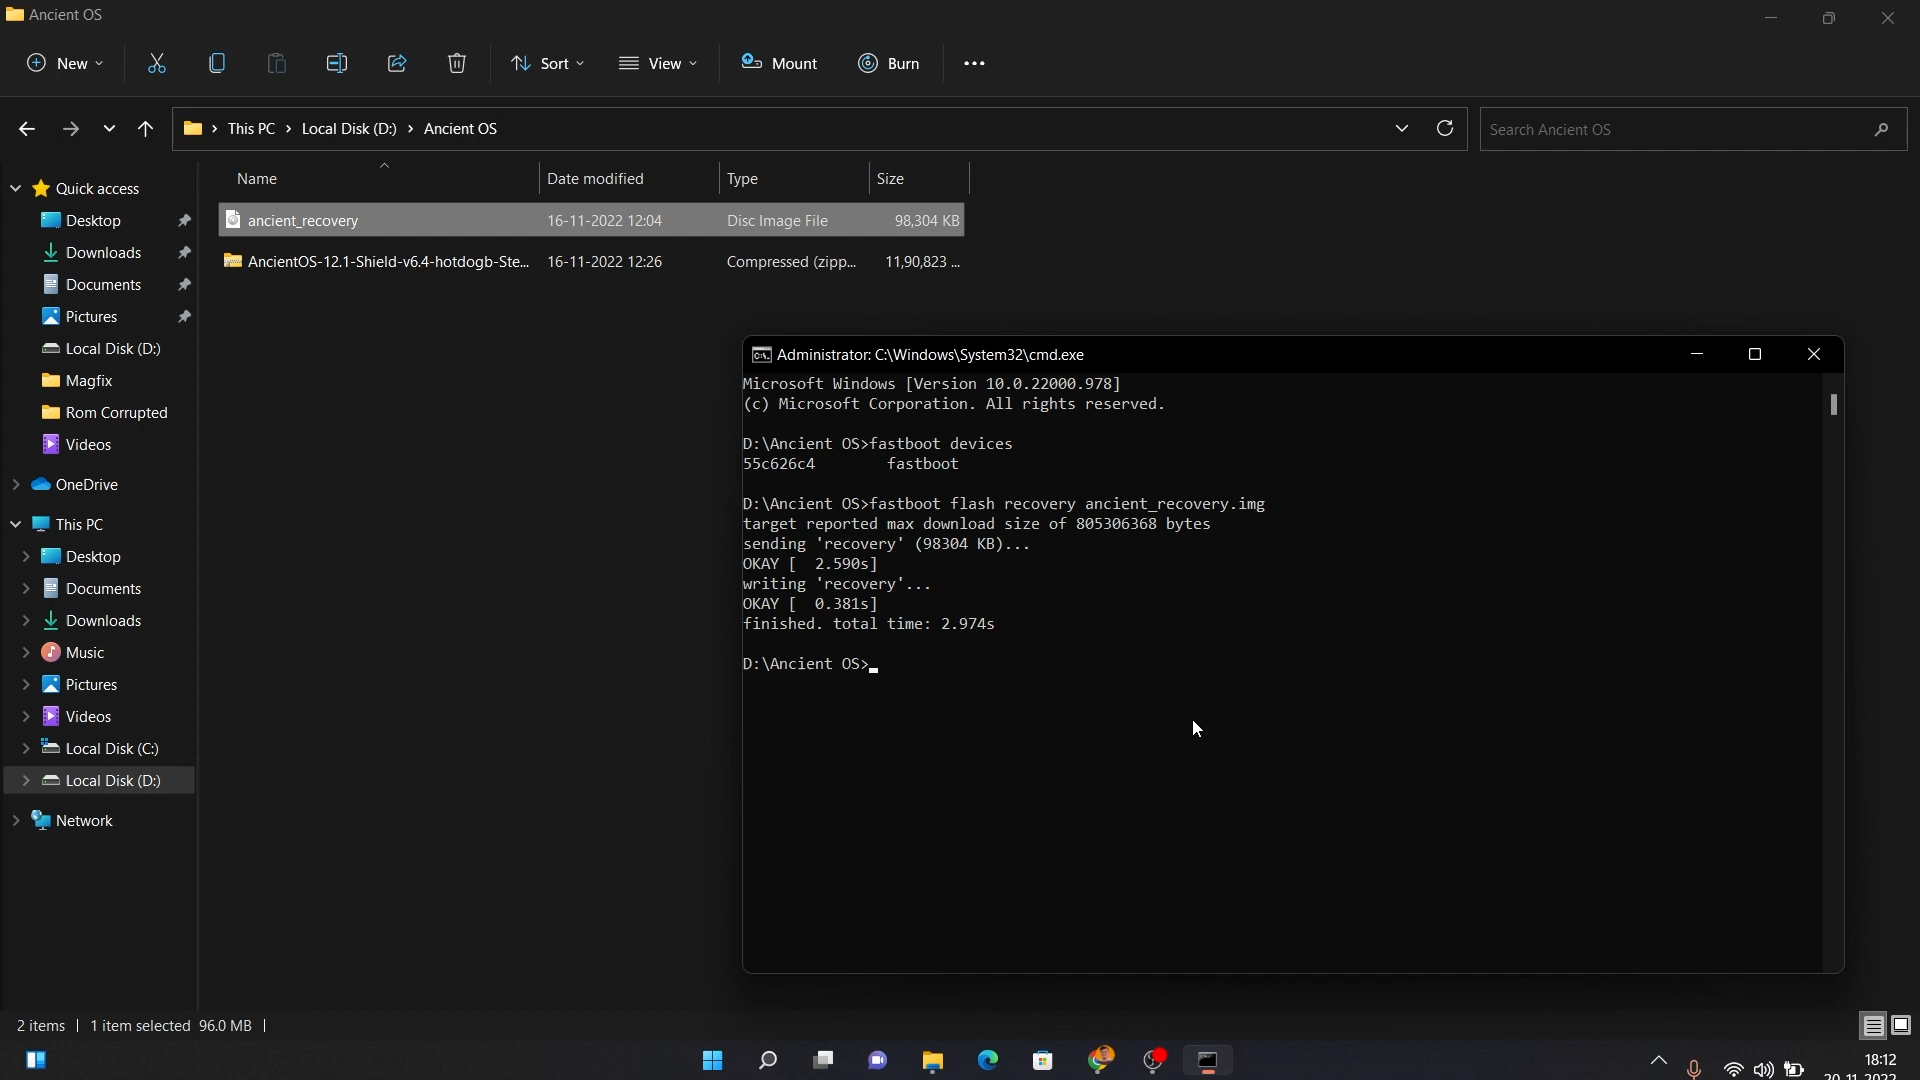 Ancient OS
New
Sort
View
Mount
Burn
This PC
Local Disk (D:)
Ancient OS
Search Ancient OS
Name
Date modified
Type
Size
ancient_recovery
16-11-2022 12:04
Disc Image File
98,304 KB
AncientOS-12.1-Shield-v6.4-hotdogb-Ste...
16-11-2022 12:26
Compressed (zipp...
11,90,823 ...
Quick access
Desktop
Downloads
Documents
Pictures
Local Disk (D:)
Magfix
Rom Corrupted
Videos
OneDrive
This PC
Desktop
Documents
Downloads
Music
Pictures
Videos
Local Disk (C:)
Local Disk (D:)
Network
Administrator: C:\Windows\System32\cmd.exe
Microsoft Windows [Version 10.0.22000.978]
(c) Microsoft Corporation. All rights reserved.
D:\Ancient OS>fastboot devices
55c626c4        fastboot
D:\Ancient OS>fastboot flash recovery ancient_recovery.img
target reported max download size of 805306368 bytes
sending 'recovery' (98304 KB)...
OKAY [  2.590s]
writing 'recovery'...
OKAY [  0.381s]
finished. total time: 2.974s
D:\Ancient OS>
2 items
1 item selected 96.0 MB
18:12
20-11-2022